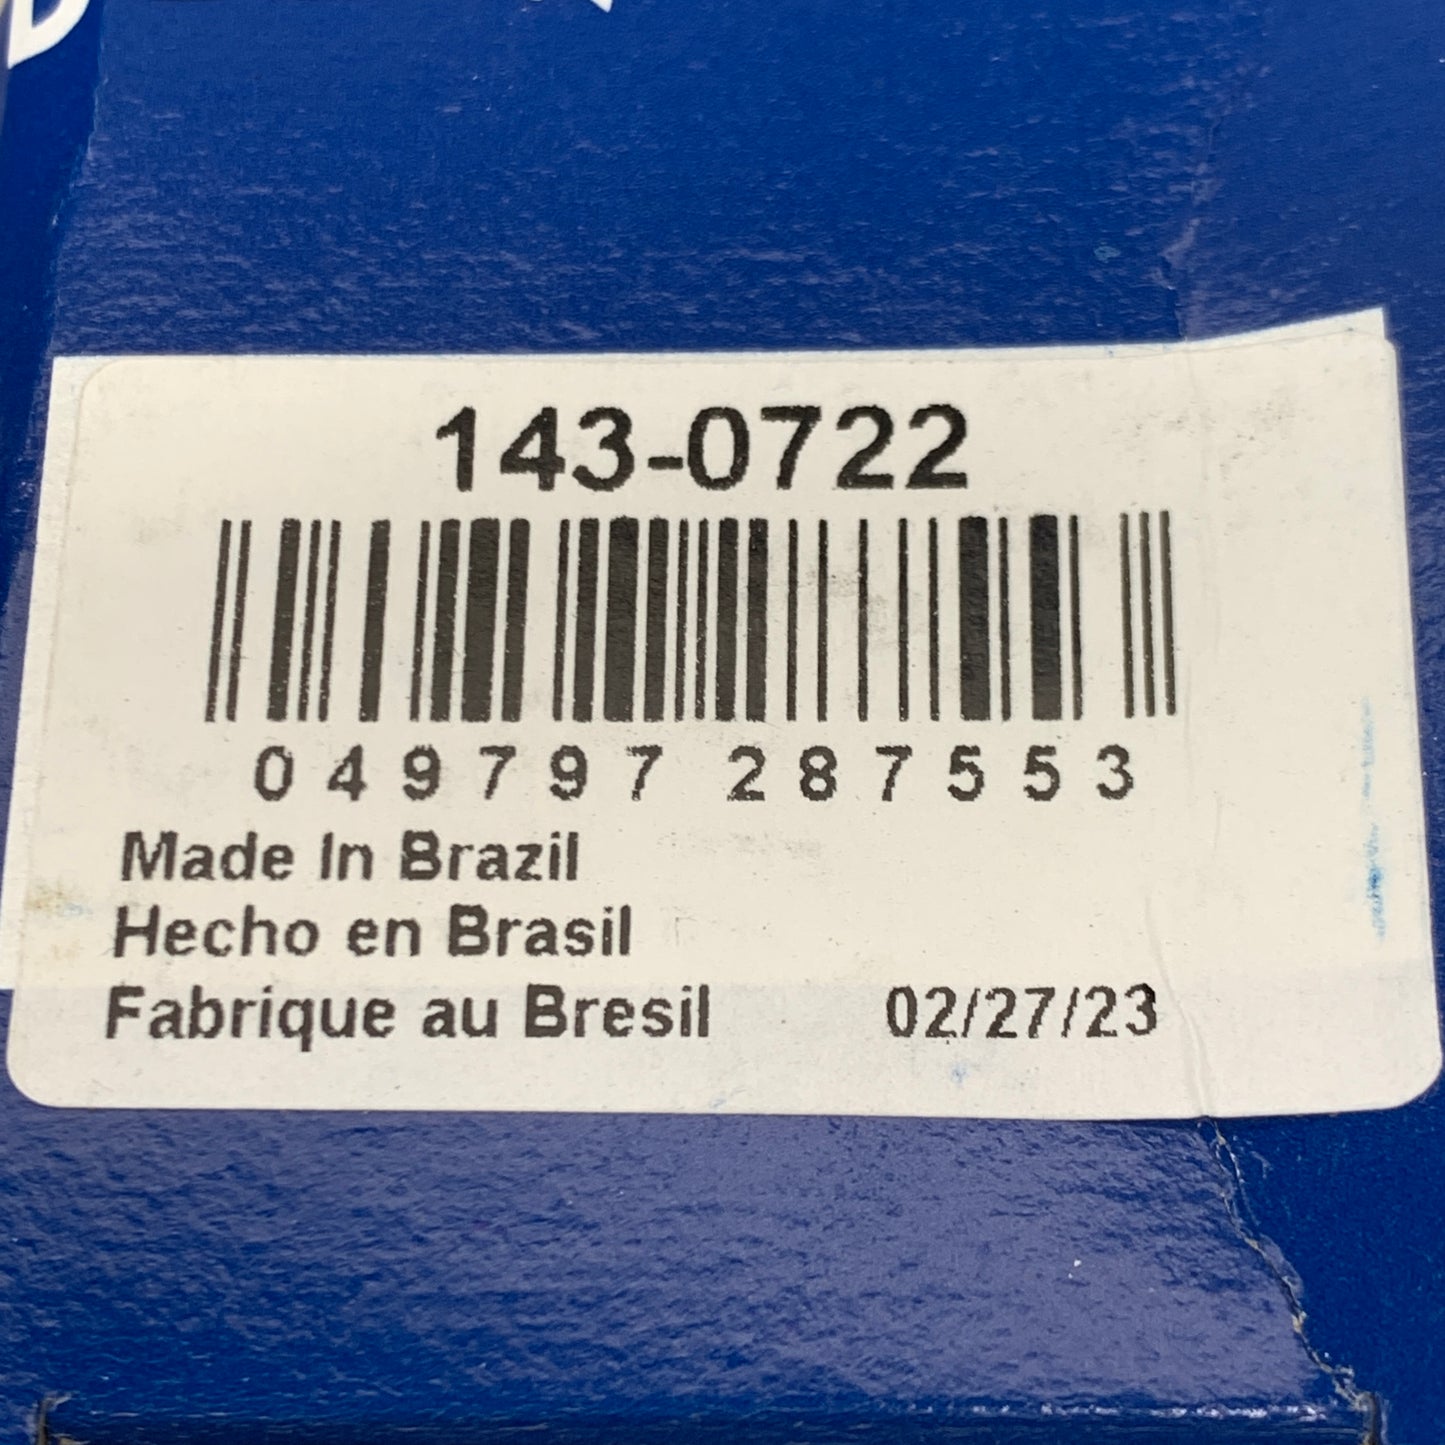 143-0722
049797 287553
Made In Brazil
Hecho en Brasil
Fabrique au Bresil 02/27/23